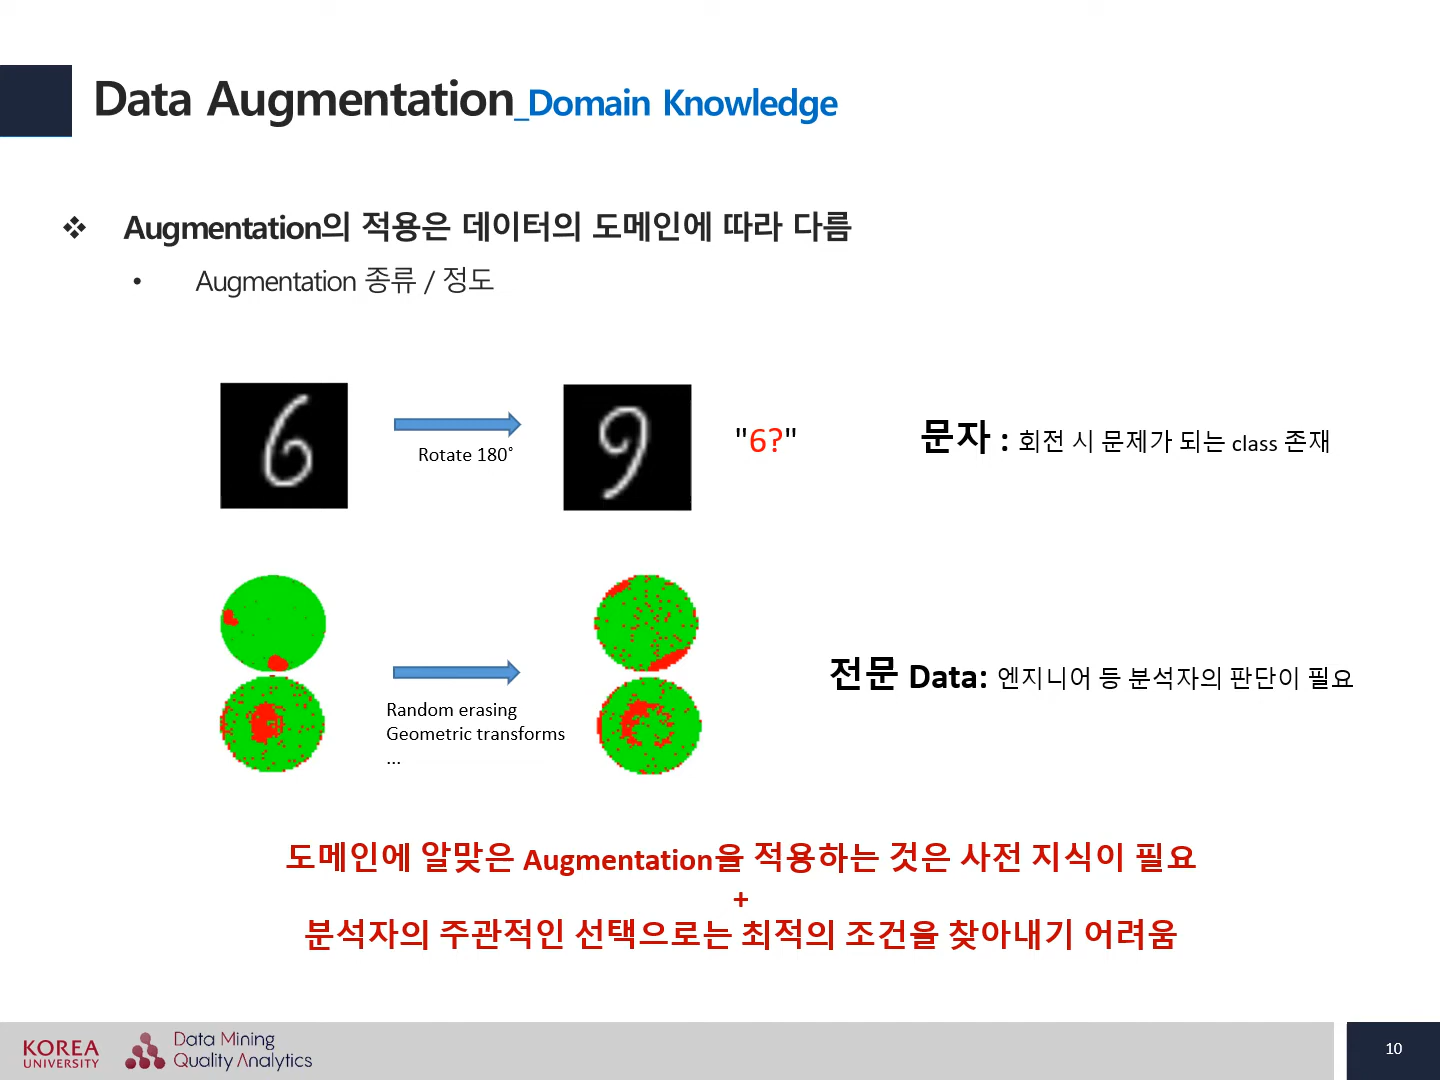 Data Augmentation_Domain Knowledge
❖ Augmentation의 적용은 데이터의 도메인에 따라 다름
• Augmentation 종류 / 정도
6
Rotate 180˚
9
"6?"
문자 : 회전 시 문제가 되는 class 존재
Random erasing
Geometric transforms
...
전문 Data: 엔지니어 등 분석자의 판단이 필요
도메인에 알맞은 Augmentation을 적용하는 것은 사전 지식이 필요
+
분석자의 주관적인 선택으로는 최적의 조건을 찾아내기 어려움
KOREA
UNIVERSITY
Data Mining
Quality Analytics
10